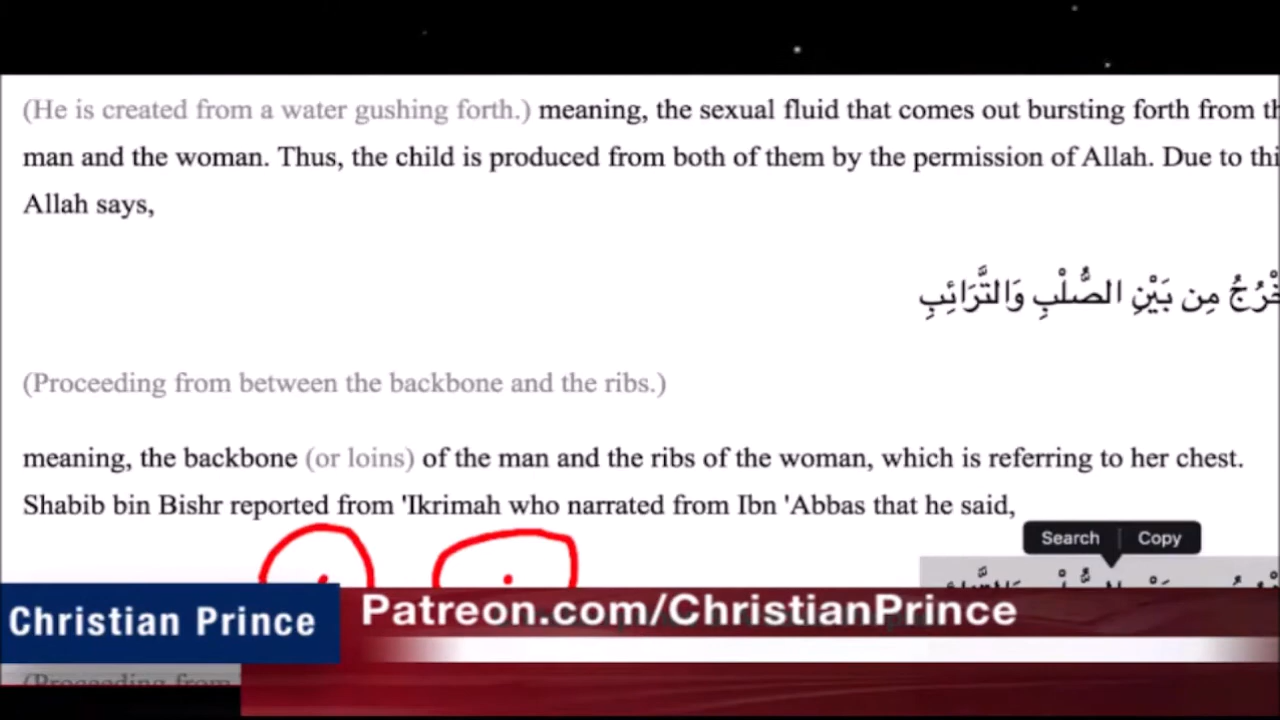 (He is created from a water gushing forth.) meaning, the sexual fluid that comes out bursting forth from
man and the woman. Thus, the child is produced from both of them by the permission of Allah. Due to
Allah says,
مِن بَيْنِ الصُّلْبِ وَالتَّرَائِبِ
(Proceeding from between the backbone and the ribs.)
meaning, the backbone (or loins) of the man and the ribs of the woman, which is referring to her chest.
Shabib bin Bishr reported from 'Ikrimah who narrated from Ibn 'Abbas that he said,
Search Copy
Patreon.com/ChristianPrince
Christian Prince
(Proceeding from